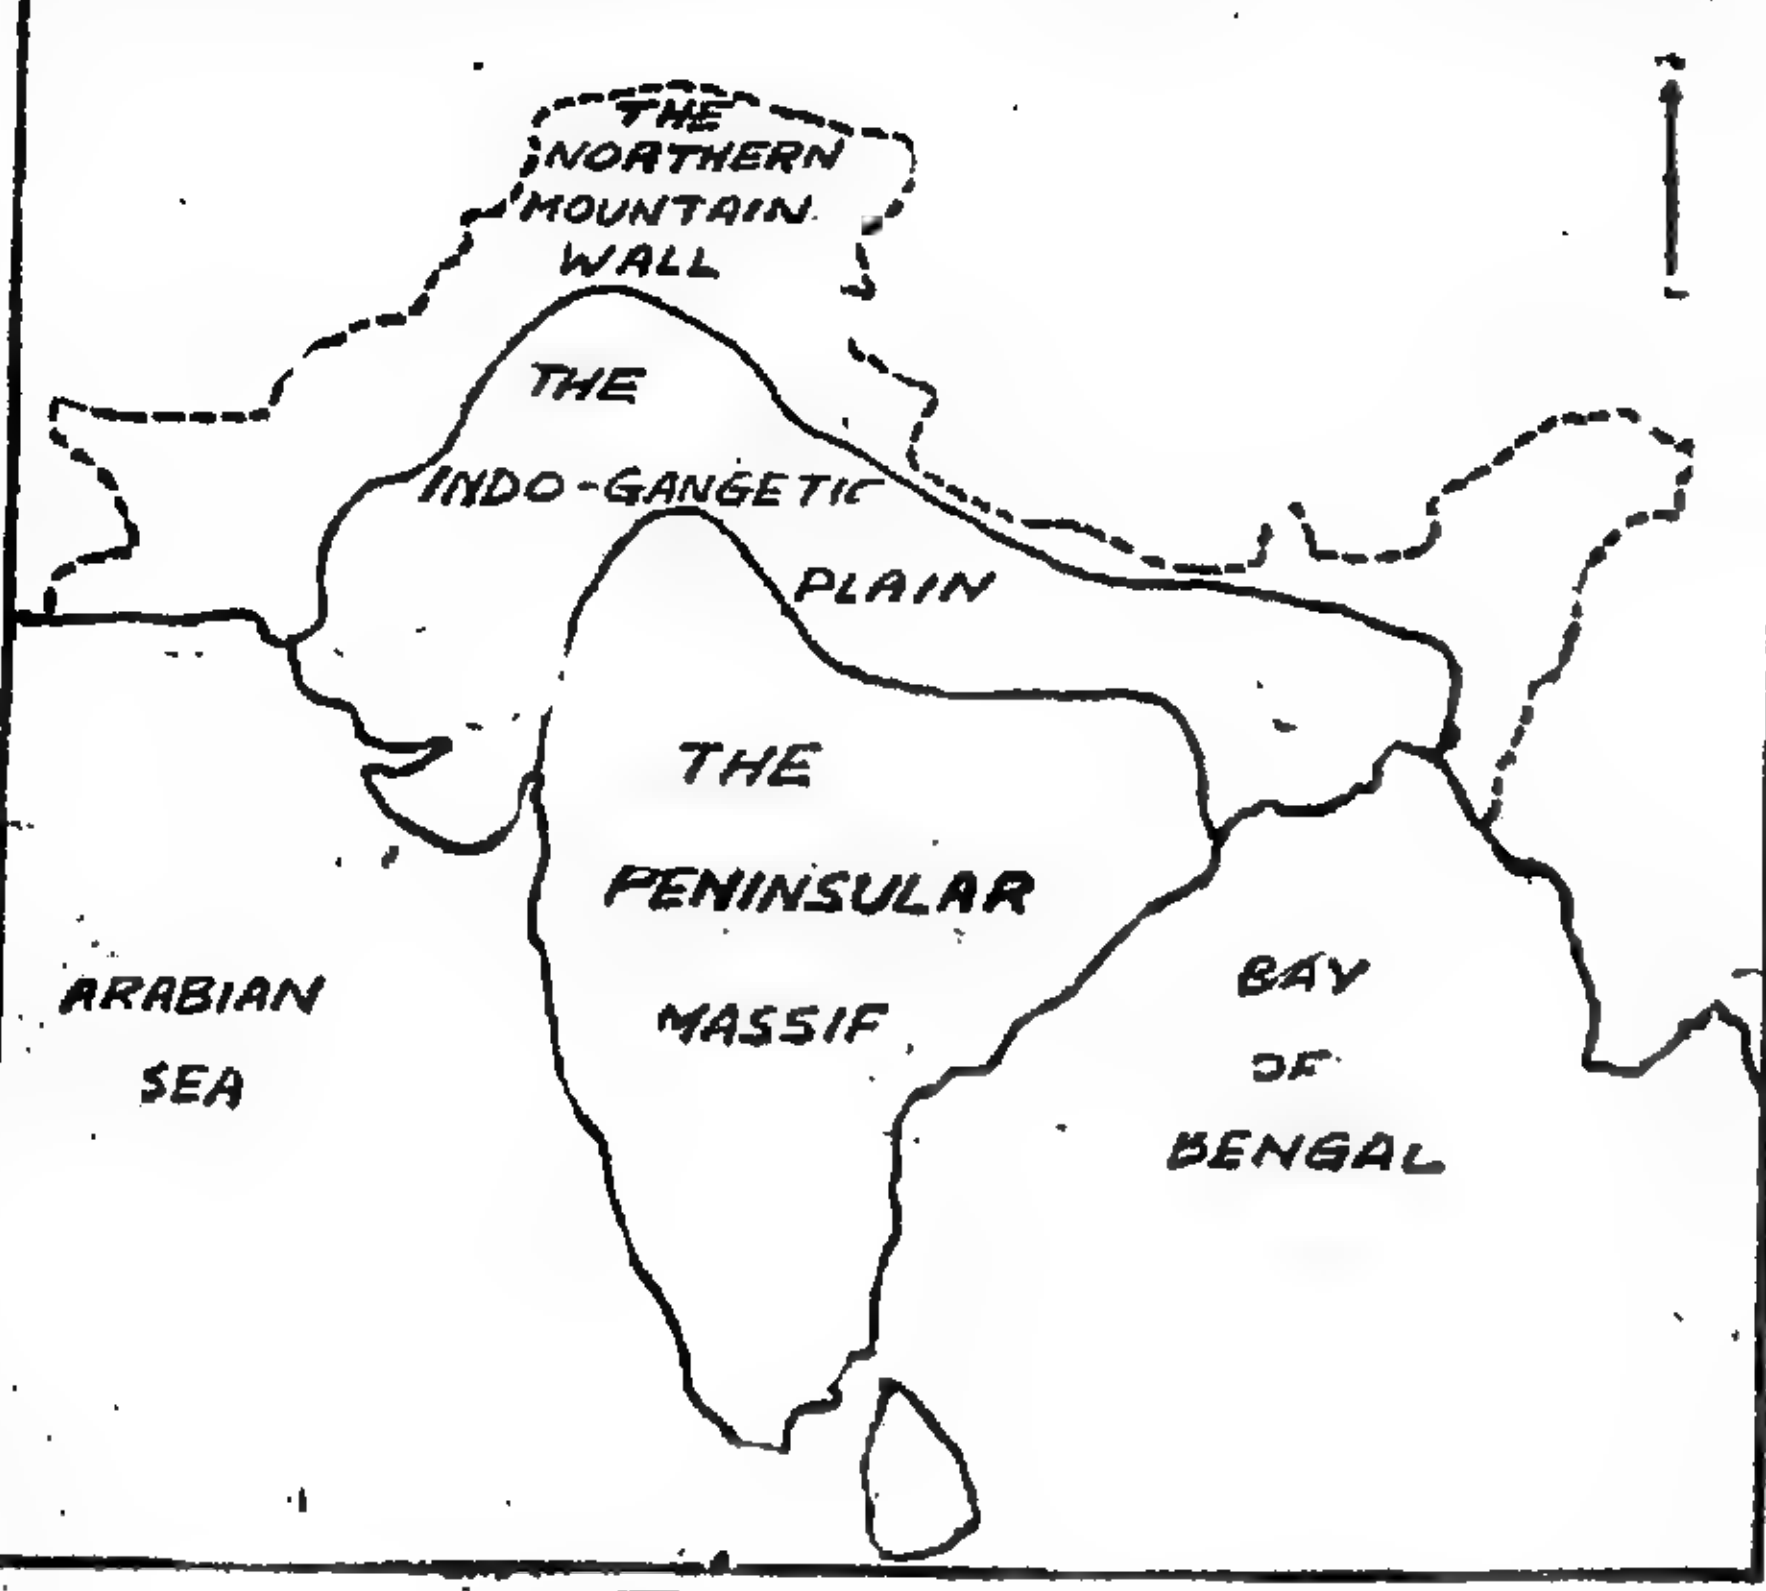 THE
NORTHERN
MOUNTAIN
WALL
THE
INDO-GANGETIC
PLAIN
THE
PENINSULAR
MASSIF
ARABIAN
SEA
BAY
OF
BENGAL